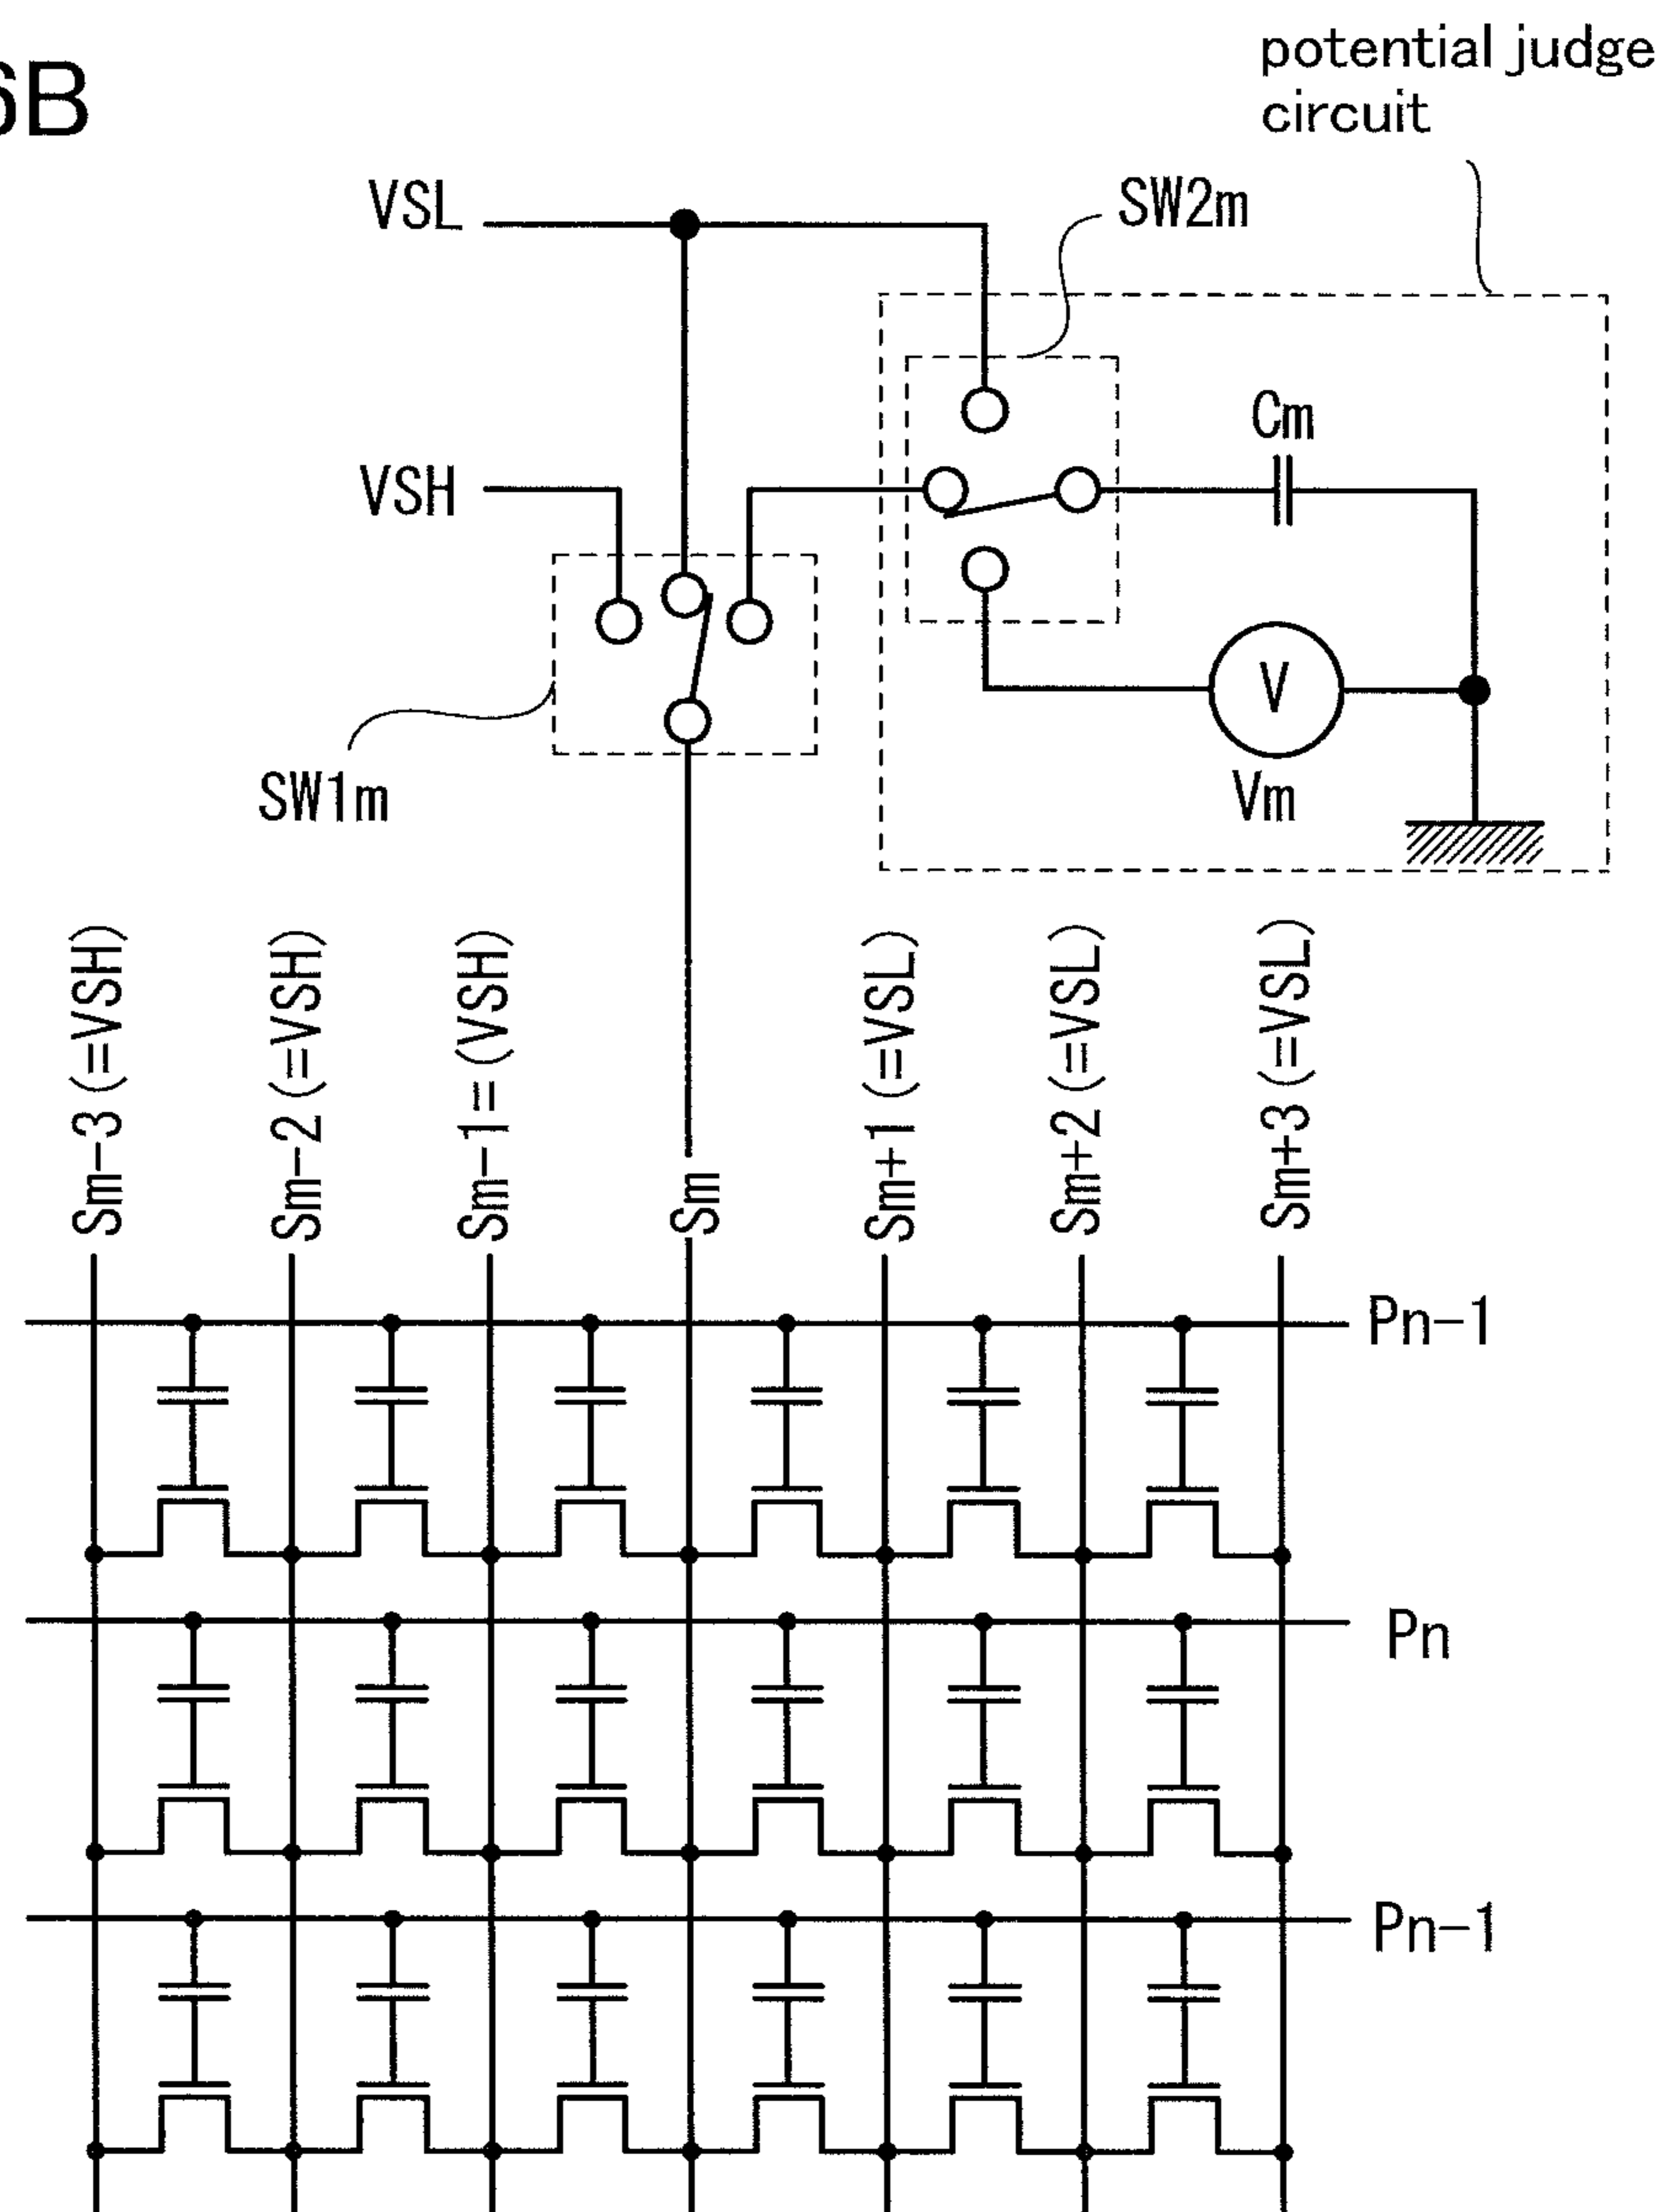 6B
potential judge
circuit
VSL
SW2m
Cm
VSH
V
SW1m
Vm
Sm-3(=VSH)
Sm-2(=VSH)
Sm-1=(VSH)
Sm
Sm+1(=VSL)
Sm+2(=VSL)
Sm+3(=VSL)
Pn-1
Pn
Pn-1